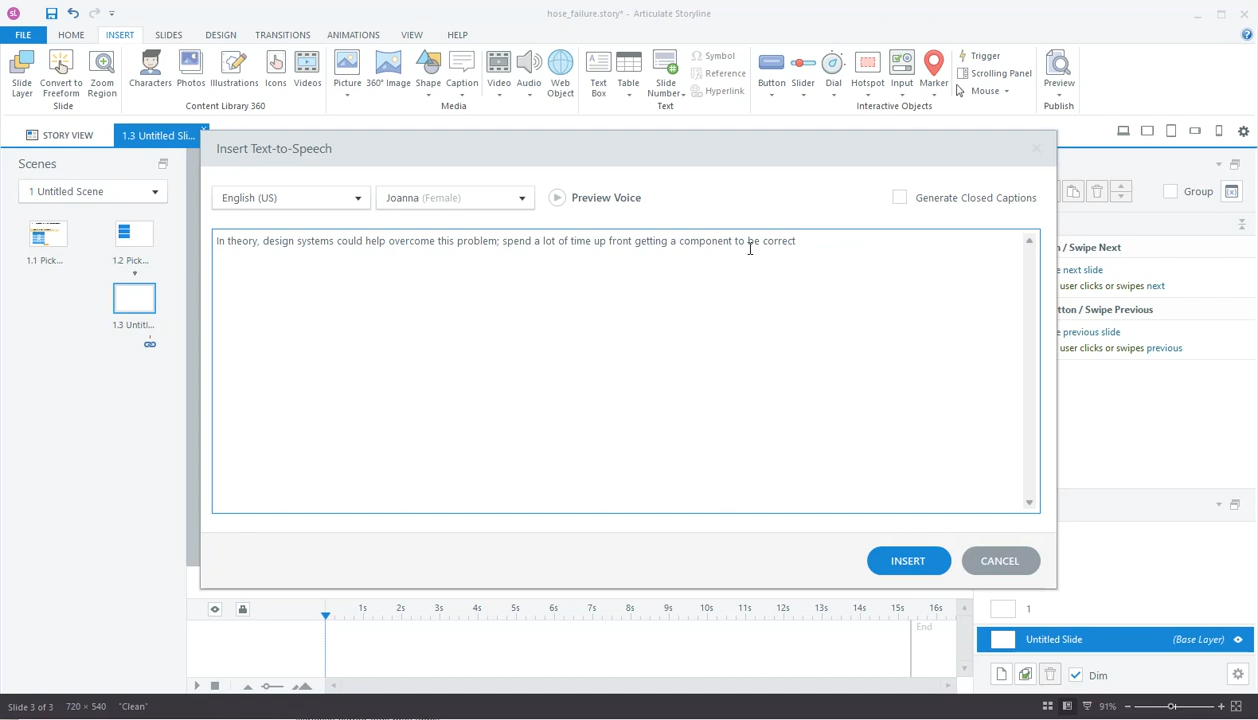 hose_failure.story* - Articulate Storyline
FILE HOME INSERT SLIDES DESIGN TRANSITIONS ANIMATIONS VIEW HELP
Slide Layer
Convert to Freeform
Zoom Region
Slide
Characters
Photos
Illustrations
Icons
Videos
Content Library 360
Picture
360° Image
Shape
Caption
Video
Audio
Web Object
Media
Text Box
Table
Slide Number
Symbol
Reference
Hyperlink
Text
Button
Slider
Dial
Hotspot
Input
Marker
Trigger
Scrolling Panel
Mouse
Interactive Objects
Preview
Publish
STORY VIEW
1.3 Untitled Sli...
Scenes
1 Untitled Scene
1.1 Pick...
1.2 Pick...
1.3 Untitl...
Insert Text-to-Speech
English (US)
Joanna (Female)
Preview Voice
Generate Closed Captions
In theory, design systems could help overcome this problem; spend a lot of time up front getting a component to be correct
INSERT
CANCEL
Group
/ Swipe Next
next slide
user clicks or swipes next
tton / Swipe Previous
previous slide
user clicks or swipes previous
1s 2s 3s 4s 5s 6s 7s 8s 9s 10s 11s 12s 13s 14s 15s 16s
End
1
Untitled Slide (Base Layer)
Dim
Slide 3 of 3 720 × 540 "Clean"
91%